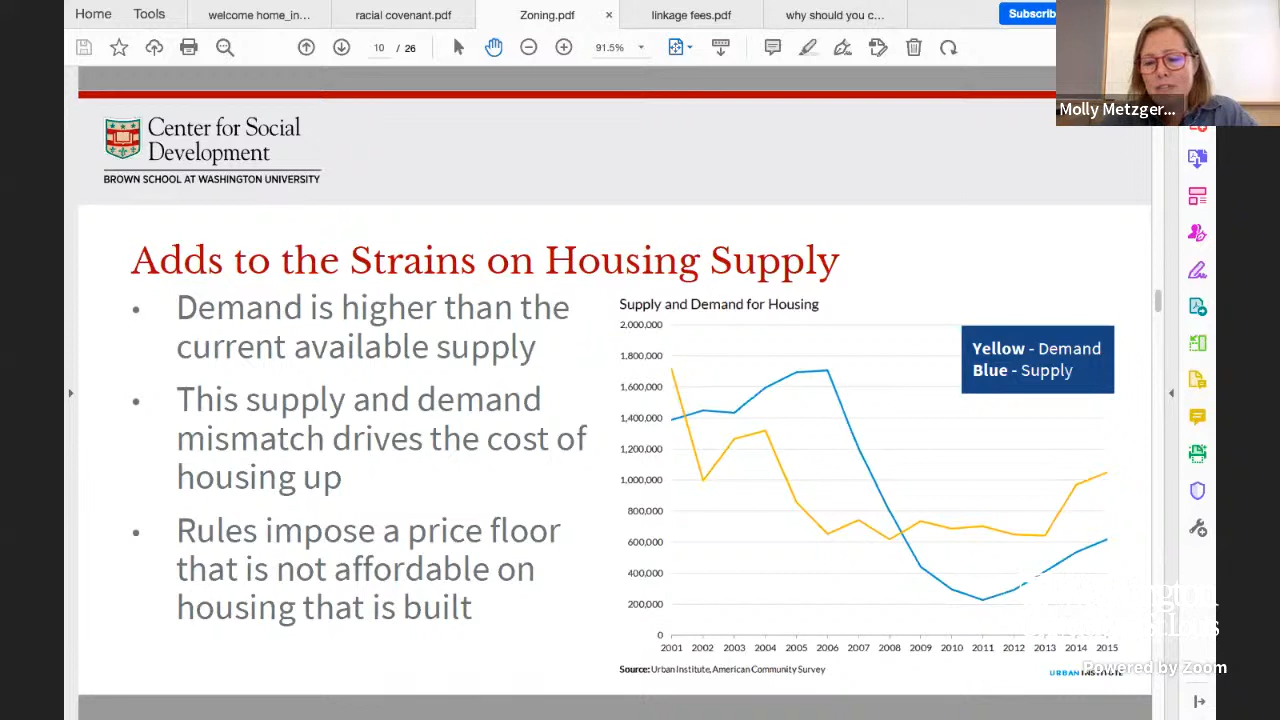 Home Tools welcome home_in... racial covenant.pdf Zoning.pdf × linkage fees.pdf why should you c... Subscrib
10 / 26 91.5%
Molly Metzger...
Center for Social
Development
BROWN SCHOOL AT WASHINGTON UNIVERSITY
Adds to the Strains on Housing Supply
• Demand is higher than the
current available supply
• This supply and demand
mismatch drives the cost of
housing up
• Rules impose a price floor
that is not affordable on
housing that is built
Supply and Demand for Housing
Yellow - Demand
Blue - Supply
2,000,000
1,800,000
1,600,000
1,400,000
1,200,000
1,000,000
800,000
600,000
400,000
200,000
0
2001 2002 2003 2004 2005 2006 2007 2008 2009 2010 2011 2012 2013 2014 2015
Source: Urban Institute, American Community Survey
URBAN INSTITUTE
Powered by Zoom